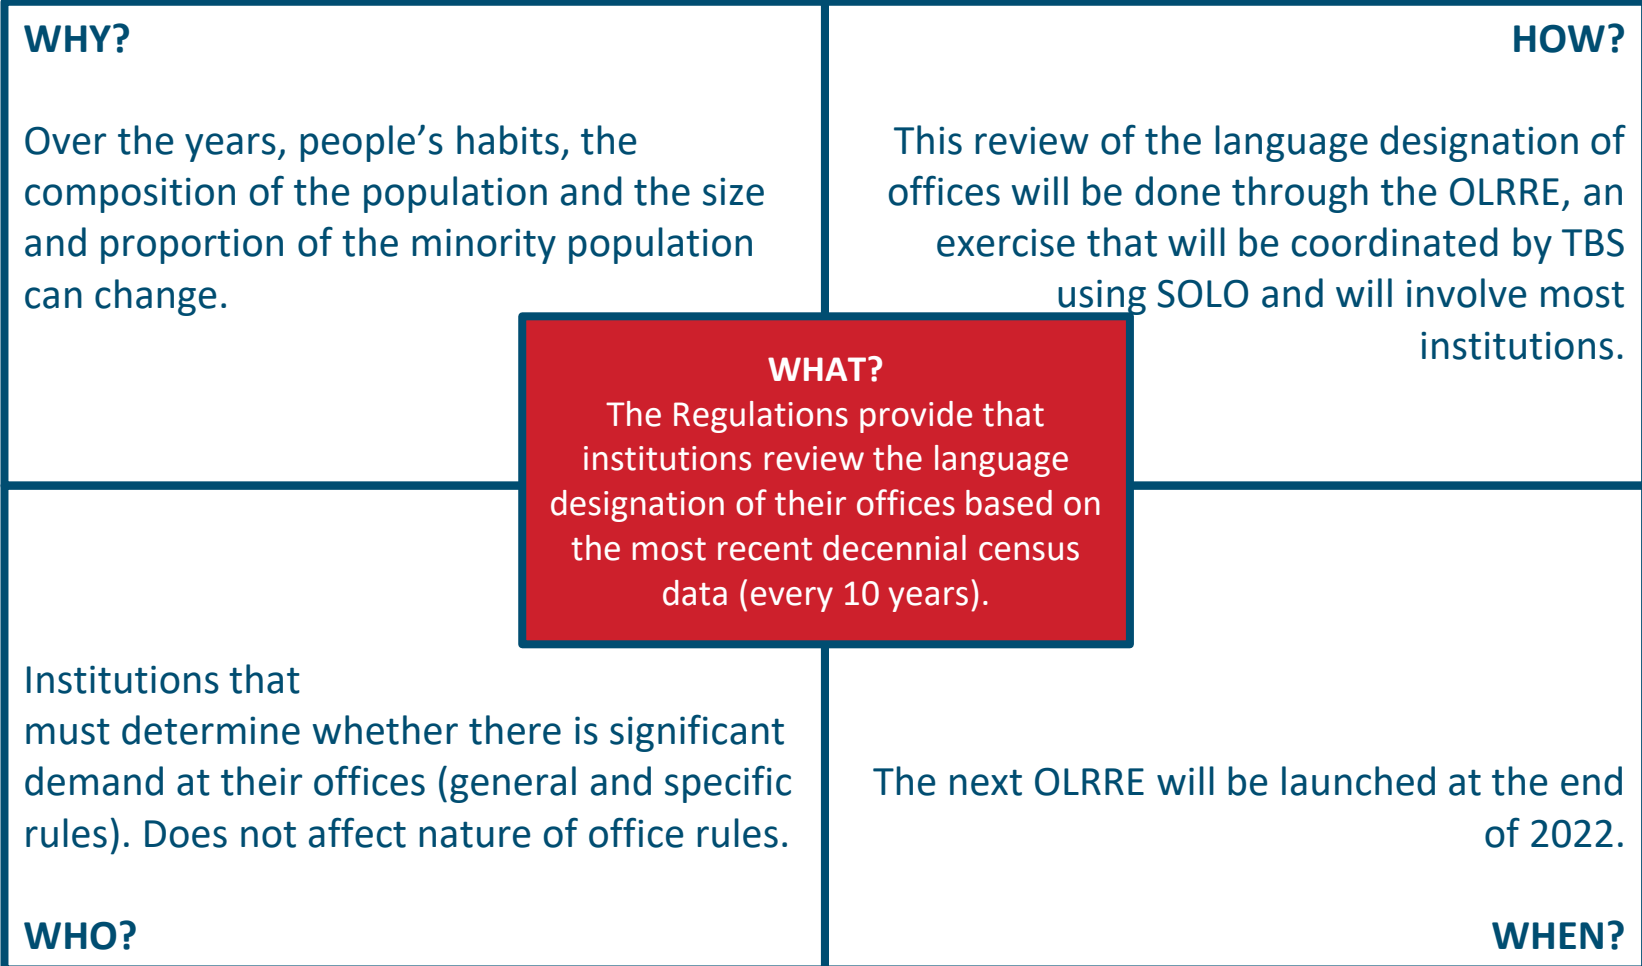 WHY?
Over the years, people’s habits, the
composition of the population and the size
and proportion of the minority population
can change.
HOW?
This review of the language designation of
offices will be done through the OLRRE, an
exercise that will be coordinated by TBS
using SOLO and will involve most
institutions.
WHAT?
The Regulations provide that
institutions review the language
designation of their offices based on
the most recent decennial census
data (every 10 years).
Institutions that
must determine whether there is significant
demand at their offices (general and specific
rules). Does not affect nature of office rules.
WHO?
The next OLRRE will be launched at the end
of 2022.
WHEN?